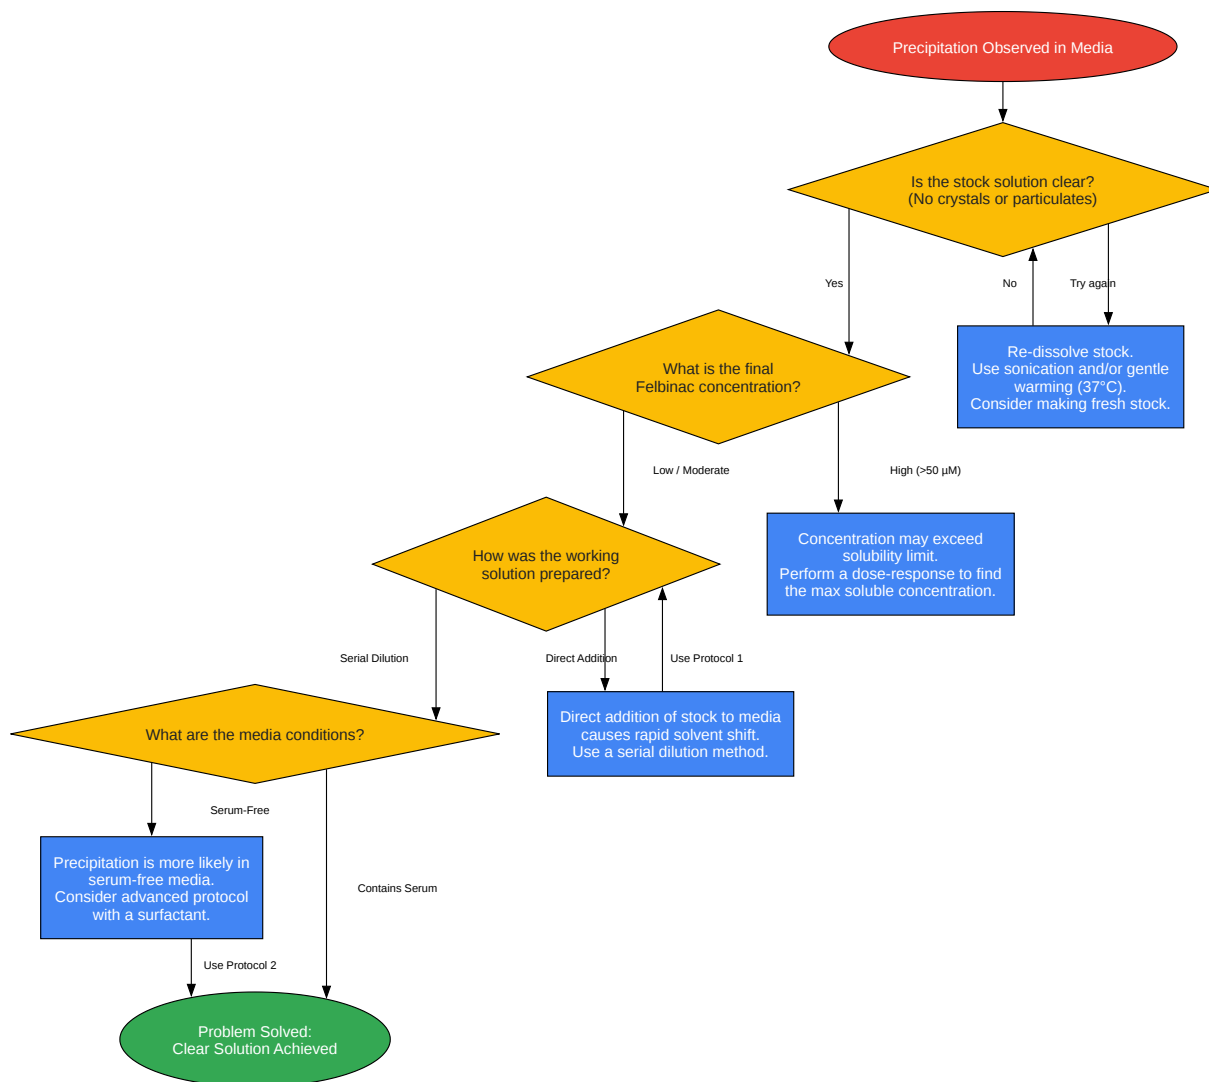 Precipitation Observed in Media
Is the stock solution clear?
(No crystals or particulates)
Yes
No
Try again
Re-dissolve stock.
Use sonication and/or gentle
warming (37°C).
Consider making fresh stock.
What is the final
Felbinac concentration?
Low / Moderate
High (>50 µM)
Concentration may exceed
solubility limit.
Perform a dose-response to find
the max soluble concentration.
How was the working
solution prepared?
Serial Dilution
Direct Addition
Use Protocol 1
Direct addition of stock to media
causes rapid solvent shift.
Use a serial dilution method.
What are the media conditions?
Serum-Free
Precipitation is more likely in
serum-free media.
Consider advanced protocol
with a surfactant.
Contains Serum
Use Protocol 2
Problem Solved:
Clear Solution Achieved